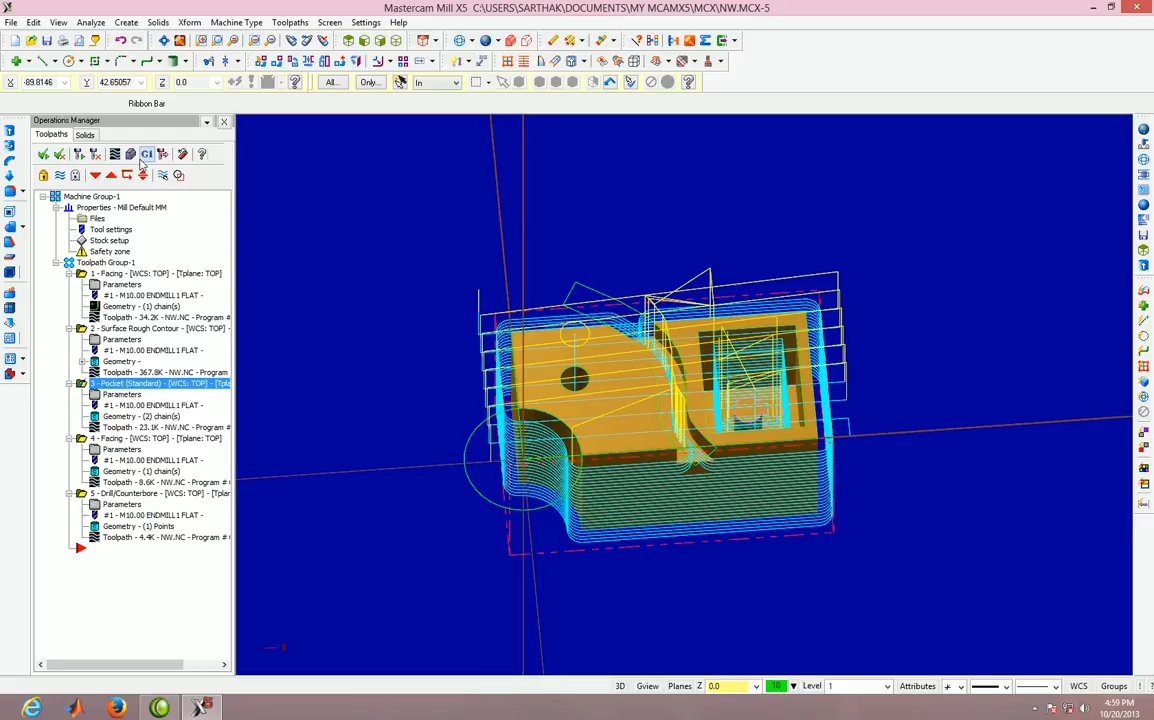 Mastercam Mill X5 C:\USERS\SARTHAK\DOCUMENTS\MY MCAMX5\MCX\NW.MCX-5
File Edit View Analyze Create Solids Xform Machine Type Toolpaths Screen Settings Help
X -89.8146 Y 42.65057 Z 0.0 All... Only... In
Ribbon Bar
Operations Manager
Toolpaths Solids
G1
Machine Group-1
Properties - Mill Default MM
Files
Tool settings
Stock setup
Safety zone
Toolpath Group-1
1 - Facing - [WCS: TOP] - [Tplane: TOP]
Parameters
#1 - M10.00 ENDMILL1 FLAT -
Geometry - (1) chain(s)
Toolpath - 34.2K - NW.NC - Program #
2 - Surface Rough Contour - [WCS: TOP] -
Parameters
#1 - M10.00 ENDMILL1 FLAT -
Geometry -
Toolpath - 367.8K - NW.NC - Program
3 - Pocket (Standard) - [WCS: TOP] - [Tpla
Parameters
#1 - M10.00 ENDMILL1 FLAT -
Geometry - (2) chain(s)
Toolpath - 23.1K - NW.NC - Program #
4 - Facing - [WCS: TOP] - [Tplane: TOP]
Parameters
#1 - M10.00 ENDMILL1 FLAT -
Geometry - (1) chain(s)
Toolpath - 8.6K - NW.NC - Program #
5 - Drill/Counterbore - [WCS: TOP] - [Tpla
Parameters
#1 - M10.00 ENDMILL1 FLAT -
Geometry - (1) Points
Toolpath - 4.4K - NW.NC - Program #
3D Gview Planes Z 0.0 10 Level 1 Attributes WCS Groups
4:59 PM
10/20/2013